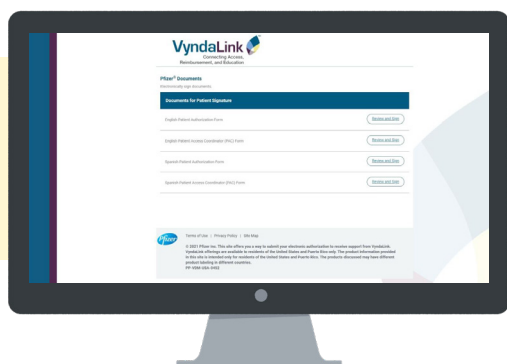 VyndaLink
Connecting Access,
Reimbursement, and Education
Pfizer® Documents
Electronically sign documents
Documents for Patient Signature
English Patient Authorization Form
Review and Sign
English Patient Access Coordinator (PAC) Form
Review and Sign
Spanish Patient Authorization Form
Review and Sign
Spanish Patient Access Coordinator (PAC) Form
Review and Sign
Pfizer
Terms of Use | Privacy Policy | Site Map
© 2021 Pfizer Inc. This site offers you a way to submit your electronic authorization to receive support from VyndaLink.
VyndaLink offerings are available to residents of the United States and Puerto Rico only. The product information provided
in this site is intended only for residents of the United States and Puerto Rico. The products discussed may have different
product labeling in different countries.